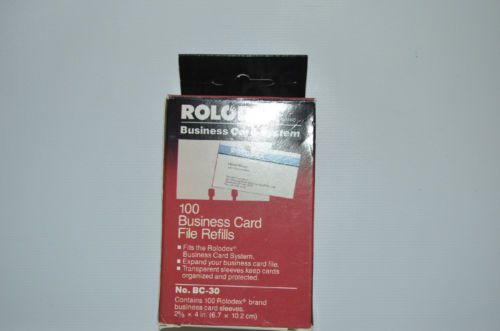 ROLODEX
Business Card System
100
Business Card
File Refills
■ Fits the Rolodex®
Business Card System.
■ Expand your business card file.
■ Transparent sleeves keep cards
organized and protected.
No. BC-30
Contains 100 Rolodex® brand
business card sleeves.
2⅝ x 4 in. (6.7 x 10.2 cm)